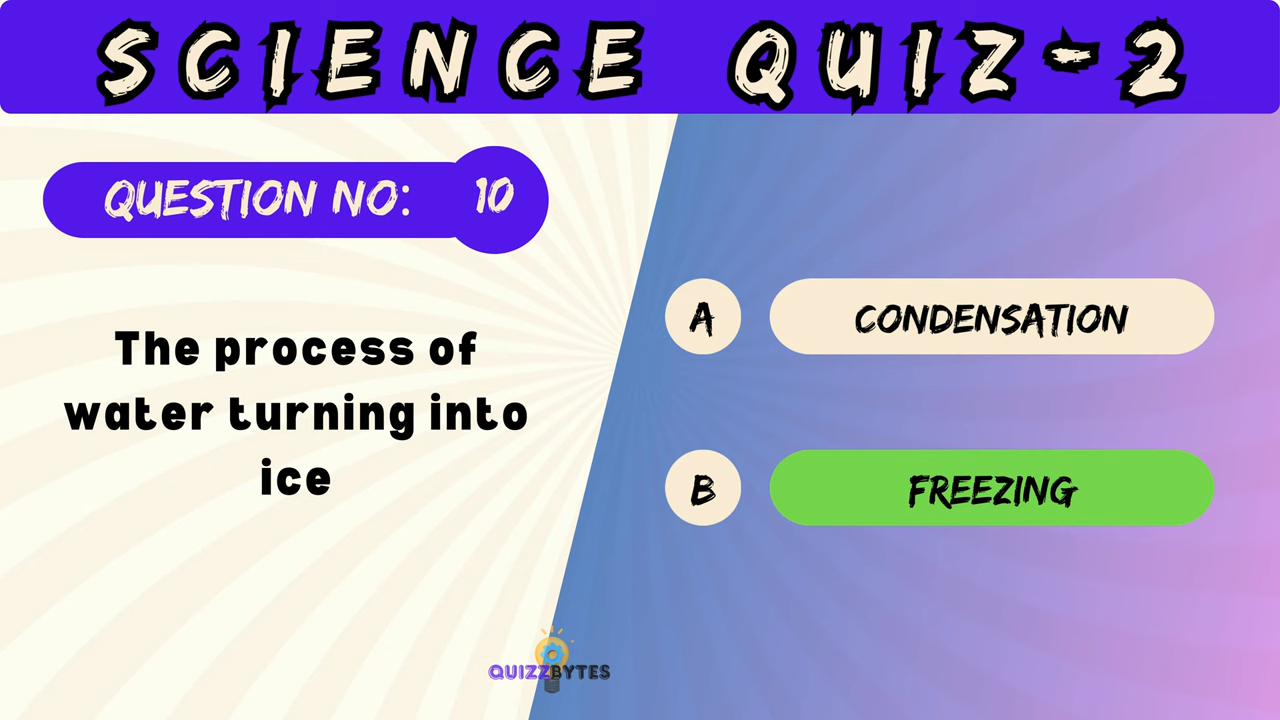 SCIENCE QUIZ-2
QUESTION NO: 10
The process of
water turning into
ice
A CONDENSATION
B FREEZING
QUIZZBYTES